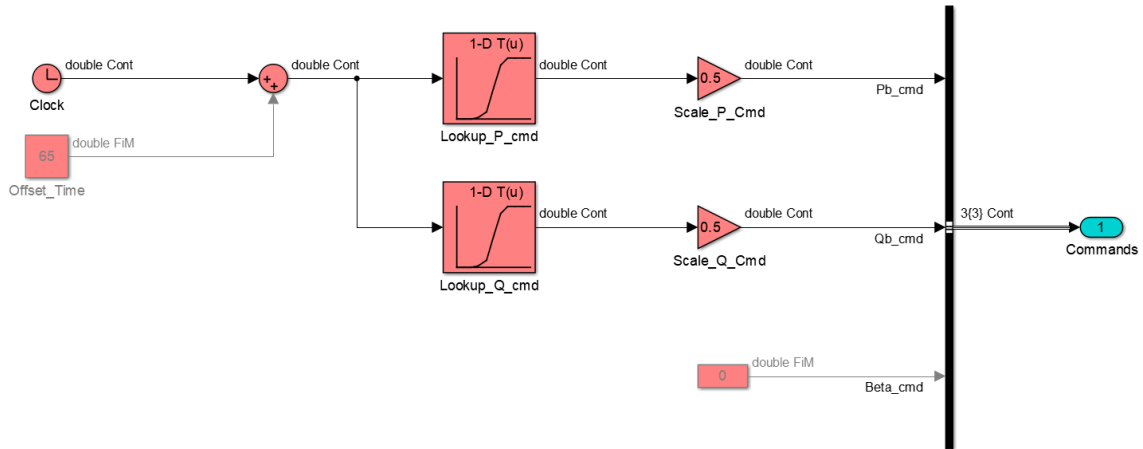 1-D T(u)
double Cont
double Cont
double Cont
0.5
double Cont
Clock
Lookup_P_cmd
Scale_P_Cmd
Pb_cmd
double FiM
65
Offset_Time
1-D T(u)
double Cont
0.5
double Cont
3{3} Cont
1
Lookup_Q_cmd
Scale_Q_Cmd
Qb_cmd
Commands
double FiM
0
Beta_cmd